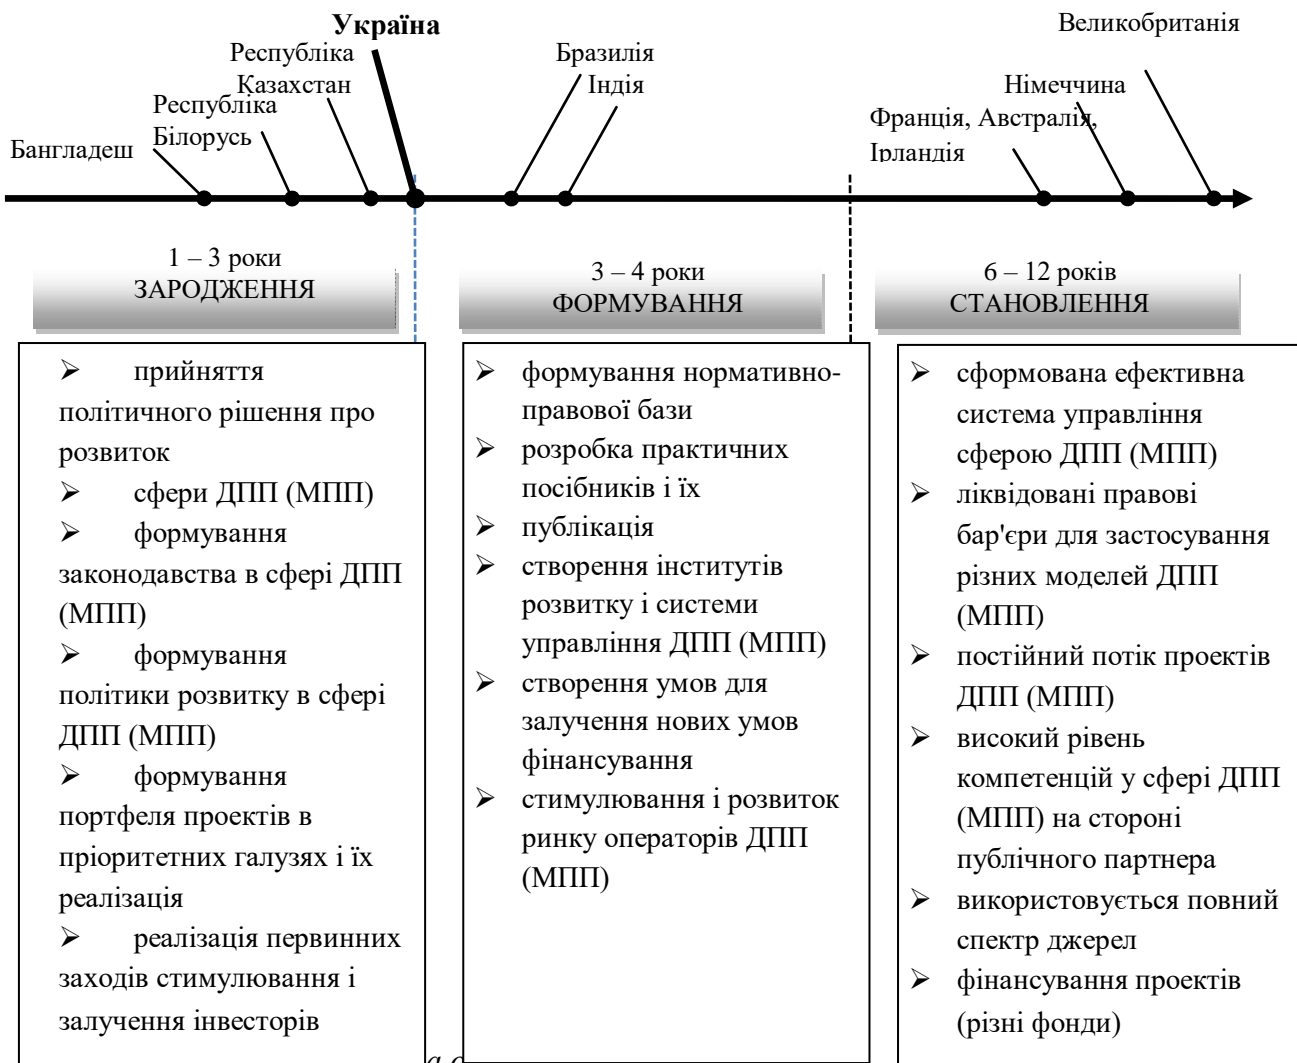 Україна
Великобританія
Республіка
Казахстан
Бразилія
Індія
Німеччина
Республіка
Білорусь
Франція, Австралія,
Ірландія
Бангладеш
1 – 3 роки
ЗАРОДЖЕННЯ
3 – 4 роки
ФОРМУВАННЯ
6 – 12 років
СТАНОВЛЕННЯ
➢ прийняття
політичного рішення про
розвиток
➢ сфери ДПП (МПП)
➢ формування
законодавства в сфері ДПП
(МПП)
➢ формування
політики розвитку в сфері
ДПП (МПП)
➢ формування
портфеля проектів в
пріоритетних галузях і їх
реалізація
➢ реалізація первинних
заходів стимулювання і
залучення інвесторів
➢ формування нормативно-
правової бази
➢ розробка практичних
посібників і їх
➢ публікація
➢ створення інститутів
розвитку і системи
управління ДПП (МПП)
➢ створення умов для
залучення нових умов
фінансування
➢ стимулювання і розвиток
ринку операторів ДПП
(МПП)
➢ сформована ефективна
система управління
сферою ДПП (МПП)
➢ ліквідовані правові
бар'єри для застосування
різних моделей ДПП
(МПП)
➢ постійний потік проектів
ДПП (МПП)
➢ високий рівень
компетенцій у сфері ДПП
(МПП) на стороні
публічного партнера
➢ використовується повний
спектр джерел
➢ фінансування проектів
(різні фонди)